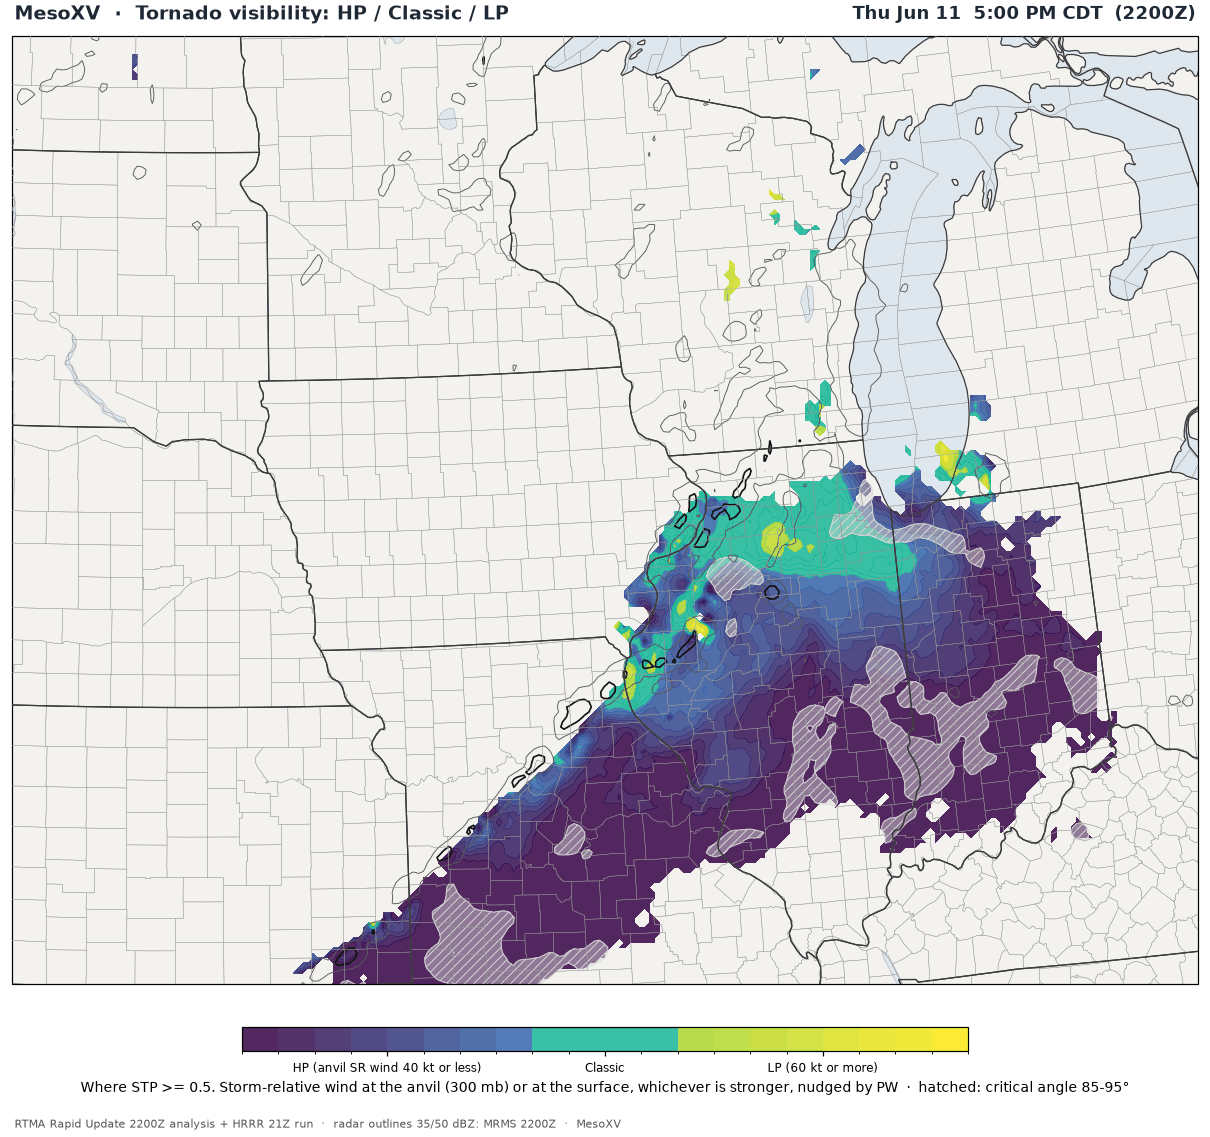 MesoXV · Tornado visibility: HP / Classic / LP
Thu Jun 11 5:00 PM CDT (2200Z)
HP (anvil SR wind 40 kt or less)
Classic
LP (60 kt or more)
Where STP >= 0.5. Storm-relative wind at the anvil (300 mb) or at the surface, whichever is stronger, nudged by PW · hatched: critical angle 85-95°
RTMA Rapid Update 2200Z analysis + HRRR 21Z run · radar outlines 35/50 dBZ: MRMS 2200Z · MesoXV